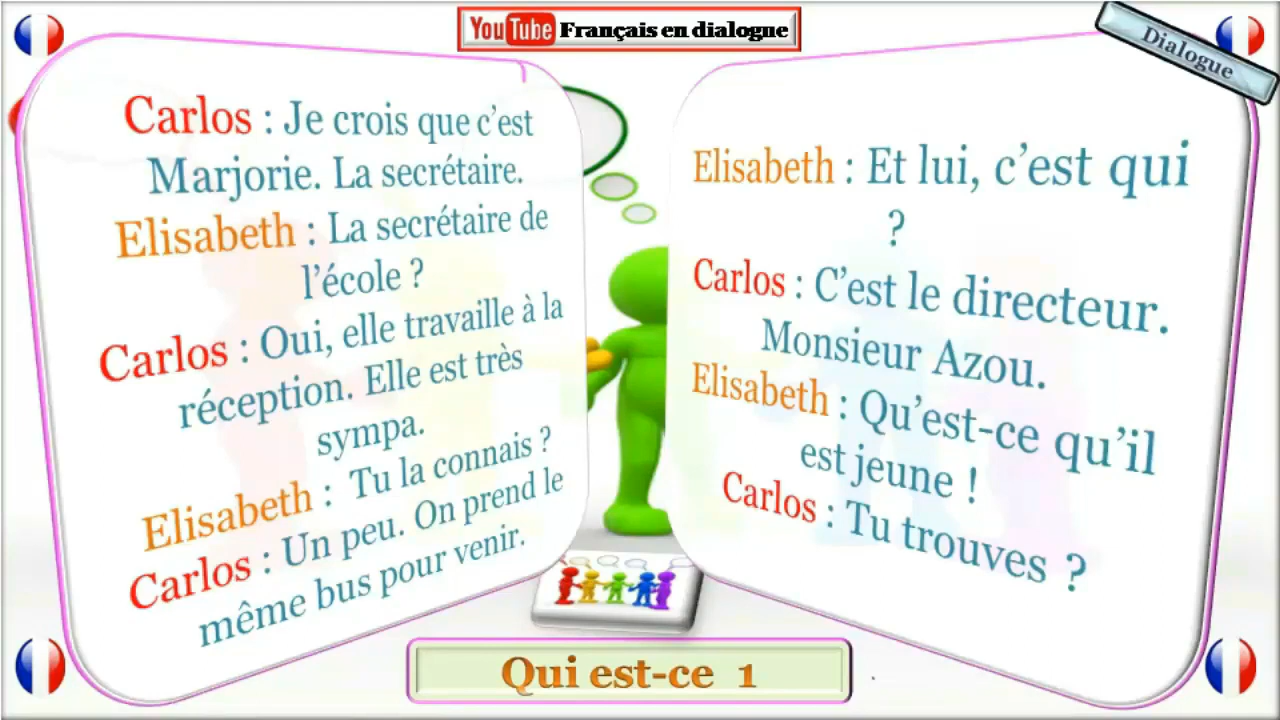 YouTube Français en dialogue
Dialogue
Carlos : Je crois que c’est
Marjorie. La secrétaire.
Elisabeth : La secrétaire de
l’école ?
Carlos : Oui, elle travaille à la
réception. Elle est très
sympa.
Elisabeth : Tu la connais ?
Carlos : Un peu. On prend le
même bus pour venir.
Elisabeth : Et lui, c’est qui
?
Carlos : C’est le directeur.
Monsieur Azou.
Elisabeth : Qu’est-ce qu’il
est jeune !
Carlos : Tu trouves ?
Qui est-ce 1